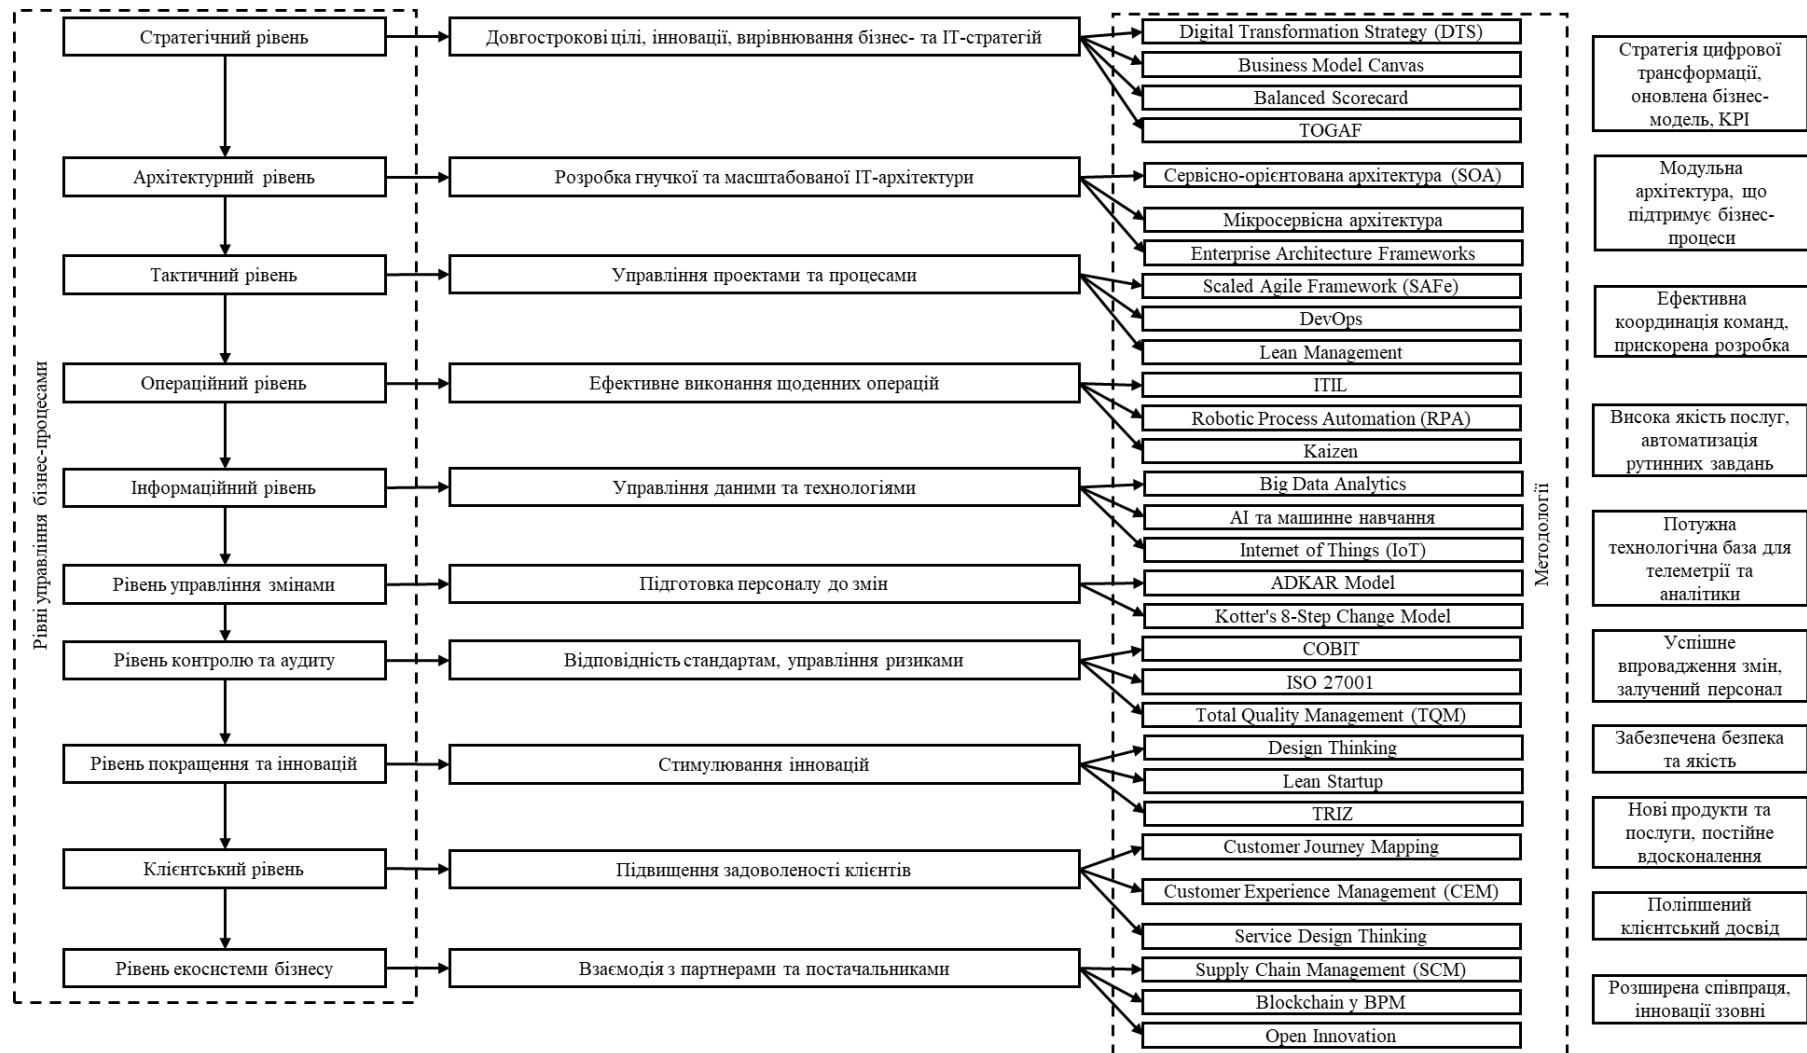 Рівні управління бізнес-процесами
Стратегічний рівень
Довгострокові цілі, інновації, вирівнювання бізнес- та ІТ-стратегій
Digital Transformation Strategy (DTS)
Business Model Canvas
Balanced Scorecard
TOGAF
Стратегія цифрової
трансформації,
оновлена бізнес-
модель, KPI
Архітектурний рівень
Розробка гнучкої та масштабованої ІТ-архітектури
Сервісно-орієнтована архітектура (SOA)
Мікросервісна архітектура
Enterprise Architecture Frameworks
Модульна
архітектура, що
підтримує бізнес-
процеси
Тактичний рівень
Управління проектами та процесами
Scaled Agile Framework (SAFe)
DevOps
Lean Management
Ефективна
координація команд,
прискорена розробка
Операційний рівень
Ефективне виконання щоденних операцій
ITIL
Robotic Process Automation (RPA)
Kaizen
Висока якість послуг,
автоматизація
рутинних завдань
Інформаційний рівень
Управління даними та технологіями
Big Data Analytics
AI та машинне навчання
Internet of Things (IoT)
Методології
Потужна
технологічна база для
телеметрії та
аналітики
Рівень управління змінами
Підготовка персоналу до змін
ADKAR Model
Kotter's 8-Step Change Model
Успішне
впровадження змін,
залучений персонал
Рівень контролю та аудиту
Відповідність стандартам, управління ризиками
COBIT
ISO 27001
Total Quality Management (TQM)
Забезпечена безпека
та якість
Рівень покращення та інновацій
Стимулювання інновацій
Design Thinking
Lean Startup
TRIZ
Нові продукти та
послуги, постійне
вдосконалення
Клієнтський рівень
Підвищення задоволеності клієнтів
Customer Journey Mapping
Customer Experience Management (CEM)
Service Design Thinking
Поліпшений
клієнтський досвід
Рівень екосистеми бізнесу
Взаємодія з партнерами та постачальниками
Supply Chain Management (SCM)
Blockchain у BPM
Open Innovation
Розширена співпраця,
інновації ззовні